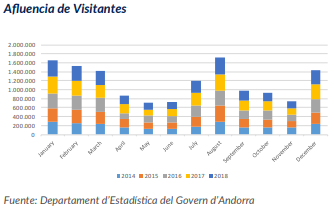 Afluencia de Visitantes
2.000.000
1.800.000
1.600.000
1.400.000
1.200.000
1.000.000
800.000
600.000
400.000
200.000
0
January
February
March
April
May
June
July
August
September
October
November
December
2014 2015 2016 2017 2018
Fuente: Departament d'Estadística del Govern d'Andorra